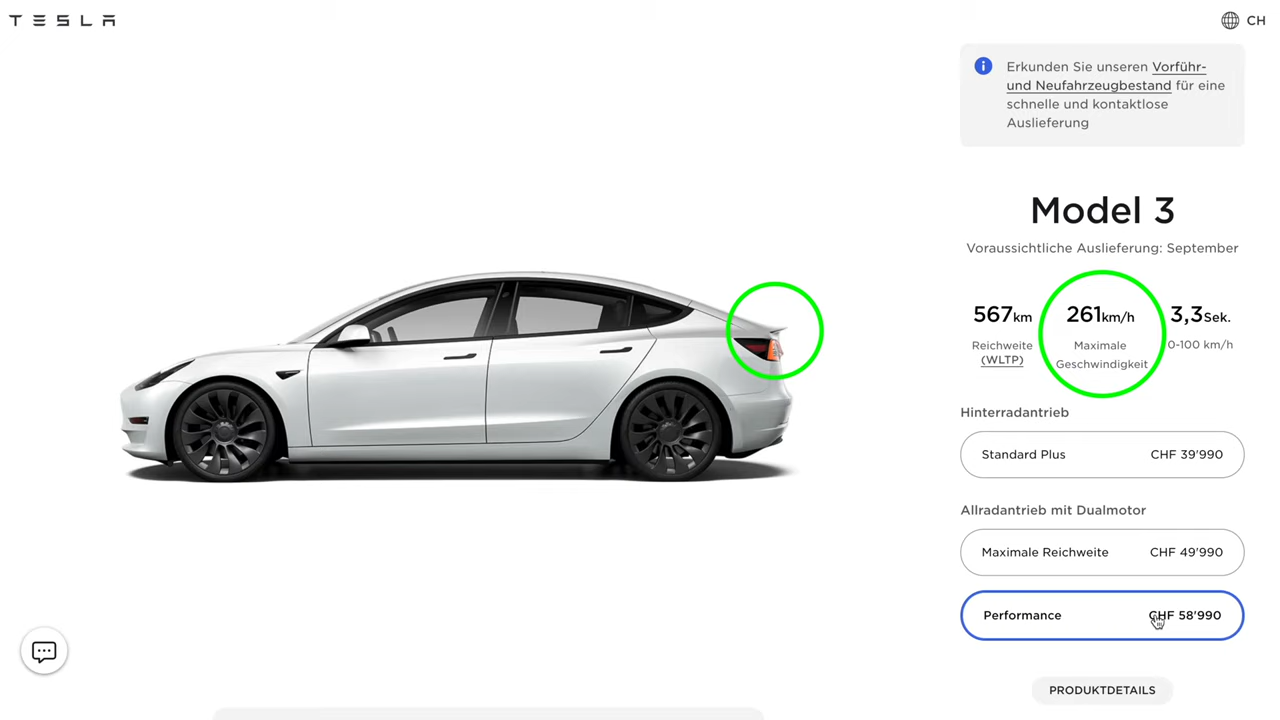 TESLA
CH
Erkunden Sie unseren Vorführ-
und Neufahrzeugbestand für eine
schnelle und kontaktlose
Auslieferung
Model 3
Voraussichtliche Auslieferung: September
567km
Reichweite
(WLTP)
261km/h
Maximale
Geschwindigkeit
3,3Sek.
0-100 km/h
Hinterradantrieb
Standard Plus CHF 39'990
Allradantrieb mit Dualmotor
Maximale Reichweite CHF 49'990
Performance CHF 58'990
PRODUKTDETAILS